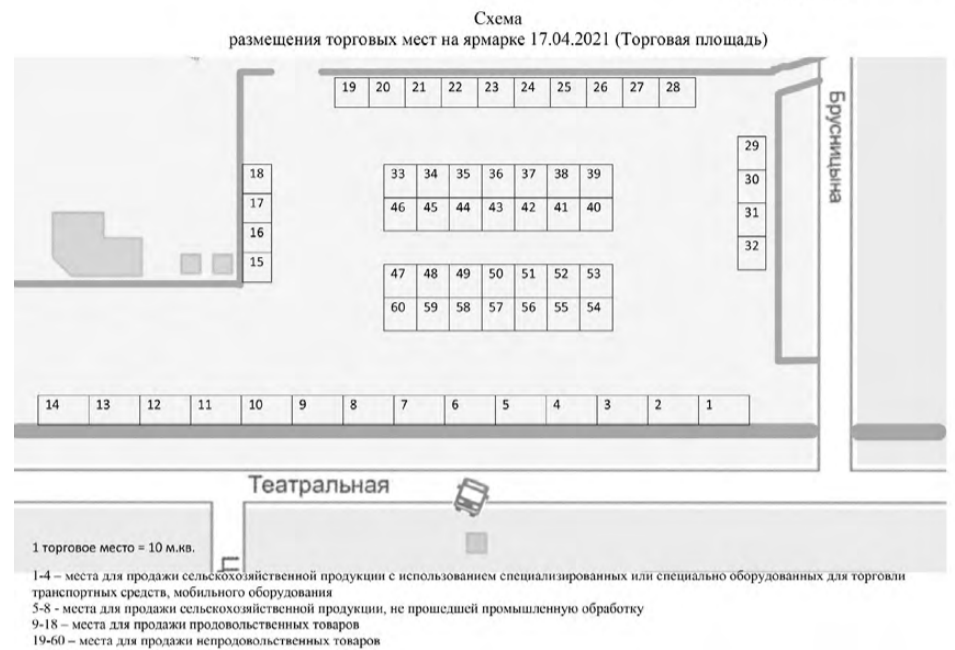 Схема
размещения торговых мест на ярмарке 17.04.2021 (Торговая площадь)
19 20 21 22 23 24 25 26 27 28
Брусницына
29
30
31
32
18
17
16
15
33 34 35 36 37 38 39
46 45 44 43 42 41 40
47 48 49 50 51 52 53
60 59 58 57 56 55 54
14 13 12 11 10 9 8 7 6 5 4 3 2 1
Театральная
1 торговое место = 10 м.кв.
1-4 – места для продажи сельскохозяйственной продукции с использованием специализированных или специально оборудованных для торговли
транспортных средств, мобильного оборудования
5-8 - места для продажи сельскохозяйственной продукции, не прошедшей промышленную обработку
9-18 – места для продажи продовольственных товаров
19-60 – места для продажи непродовольственных товаров